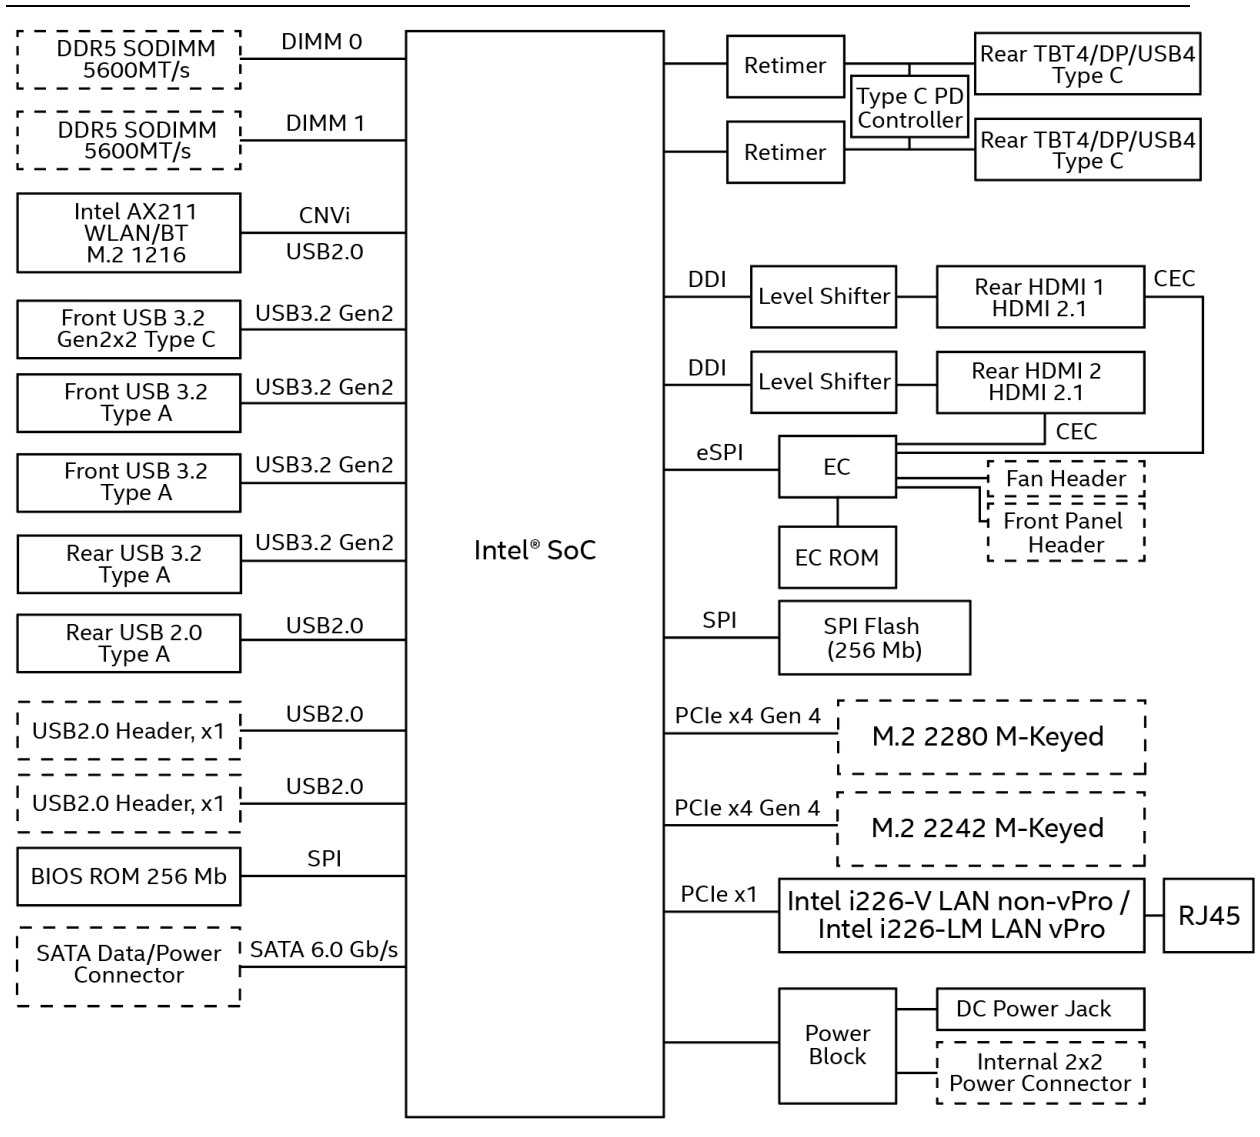 DDR5 SODIMM
5600MT/s
DIMM 0
DDR5 SODIMM
5600MT/s
DIMM 1
Intel AX211
WLAN/BT
M.2 1216
CNVi
USB2.0
Front USB 3.2
Gen2x2 Type C
USB3.2 Gen2
Front USB 3.2
Type A
USB3.2 Gen2
Front USB 3.2
Type A
USB3.2 Gen2
Rear USB 3.2
Type A
USB3.2 Gen2
Rear USB 2.0
Type A
USB2.0
USB2.0 Header, x1
USB2.0
USB2.0 Header, x1
USB2.0
BIOS ROM 256 Mb
SPI
SATA Data/Power
Connector
SATA 6.0 Gb/s
Intel® SoC
Retimer
Type C PD
Controller
Rear TBT4/DP/USB4
Type C
Retimer
Rear TBT4/DP/USB4
Type C
DDI
Level Shifter
Rear HDMI 1
HDMI 2.1
CEC
DDI
Level Shifter
Rear HDMI 2
HDMI 2.1
CEC
eSPI
EC
Fan Header
Front Panel
Header
EC ROM
SPI
SPI Flash
(256 Mb)
PCIe x4 Gen 4
M.2 2280 M-Keyed
PCIe x4 Gen 4
M.2 2242 M-Keyed
PCIe x1
Intel i226-V LAN non-vPro /
Intel i226-LM LAN vPro
RJ45
Power
Block
DC Power Jack
Internal 2x2
Power Connector